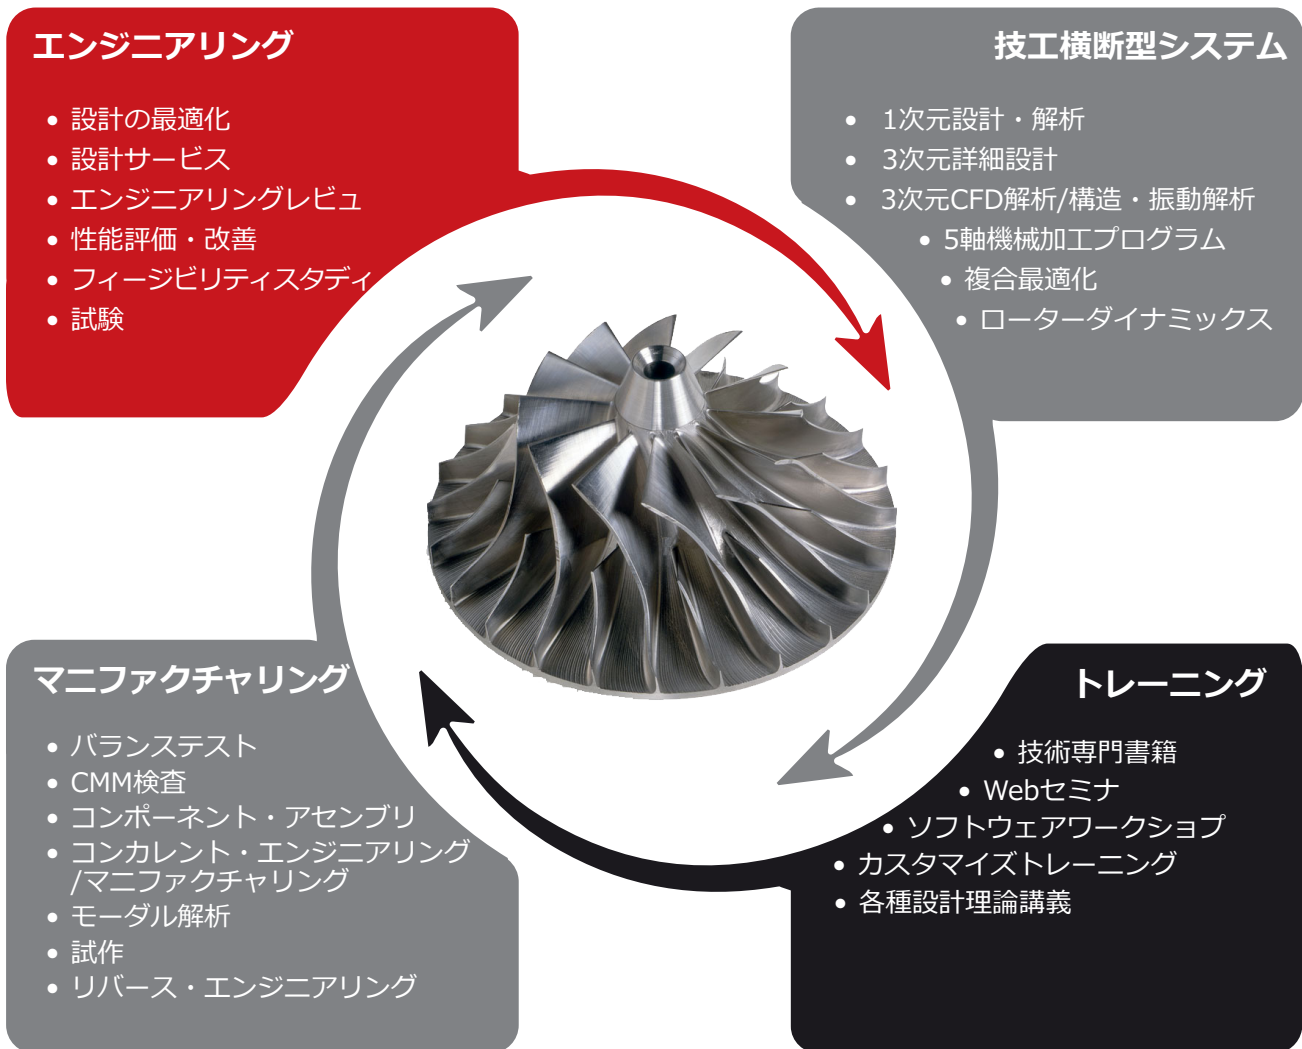 エンジニアリング
• 設計の最適化
• 設計サービス
• エンジニアリングレビュ
• 性能評価・改善
• フィージビリティスタディ
• 試験
技工横断型システム
• 1次元設計・解析
• 3次元詳細設計
• 3次元CFD解析/構造・振動解析
• 5軸機械加工プログラム
• 複合最適化
• ローターダイナミックス
マニファクチャリング
• バランステスト
• CMM検査
• コンポーネント・アセンブリ
• コンカレント・エンジニアリング
/マニファクチャリング
• モーダル解析
• 試作
• リバース・エンジニアリング
トレーニング
• 技術専門書籍
• Webセミナ
• ソフトウェアワークショプ
• カスタマイズトレーニング
• 各種設計理論講義